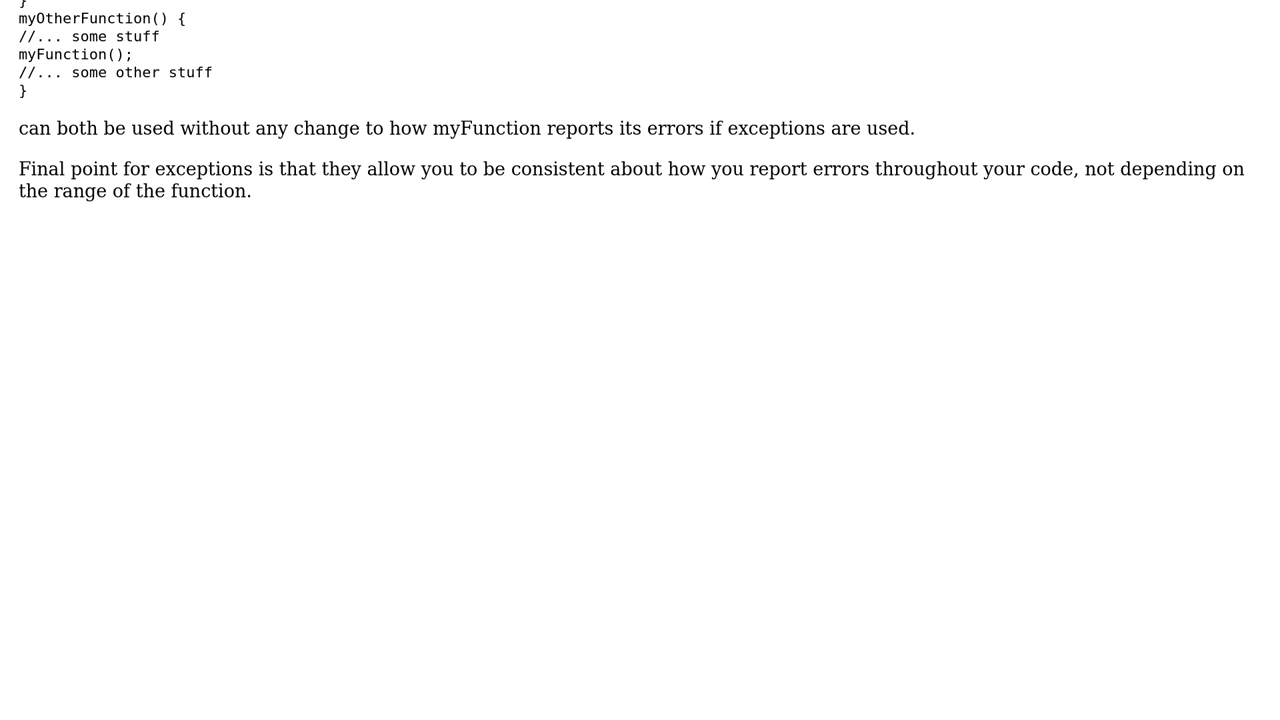 }
myOtherFunction() {
//... some stuff
myFunction();
//... some other stuff
}
can both be used without any change to how myFunction reports its errors if exceptions are used.
Final point for exceptions is that they allow you to be consistent about how you report errors throughout your code, not depending on
the range of the function.